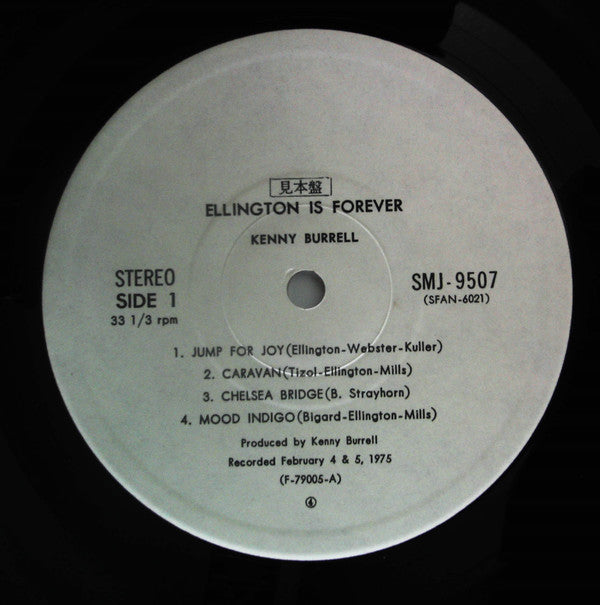 見本盤
ELLINGTON IS FOREVER
KENNY BURRELL
STEREO
SIDE 1
33 1/3 rpm
SMJ-9507
(SFAN-6021)
1. JUMP FOR JOY(Ellington-Webster-Kuller)
2. CARAVAN(Tizol-Ellington-Mills)
3. CHELSEA BRIDGE(B. Strayhorn)
4. MOOD INDIGO(Bigard-Ellington-Mills)
Produced by Kenny Burrell
Recorded February 4 & 5, 1975
(F-79005-A)